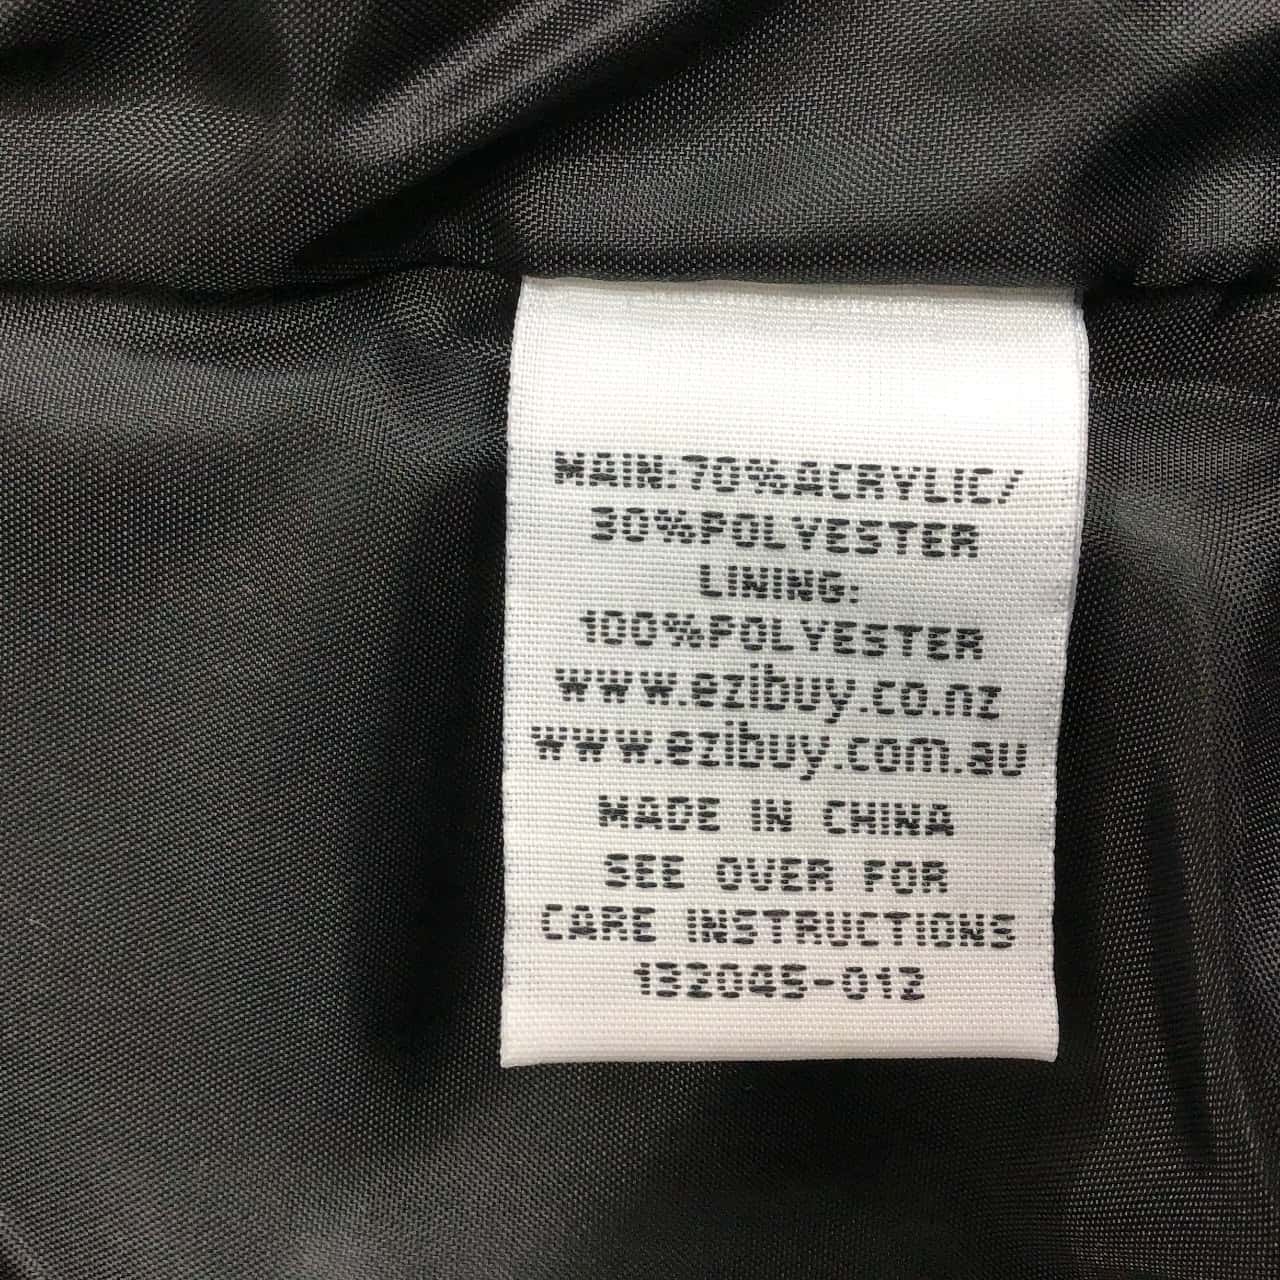 MAIN:70%ACRYLIC/
30%POLYESTER
LINING:
100%POLYESTER
www.ezibuy.co.nz
www.ezibuy.com.au
MADE IN CHINA
SEE OVER FOR
CARE INSTRUCTIONS
132045-012